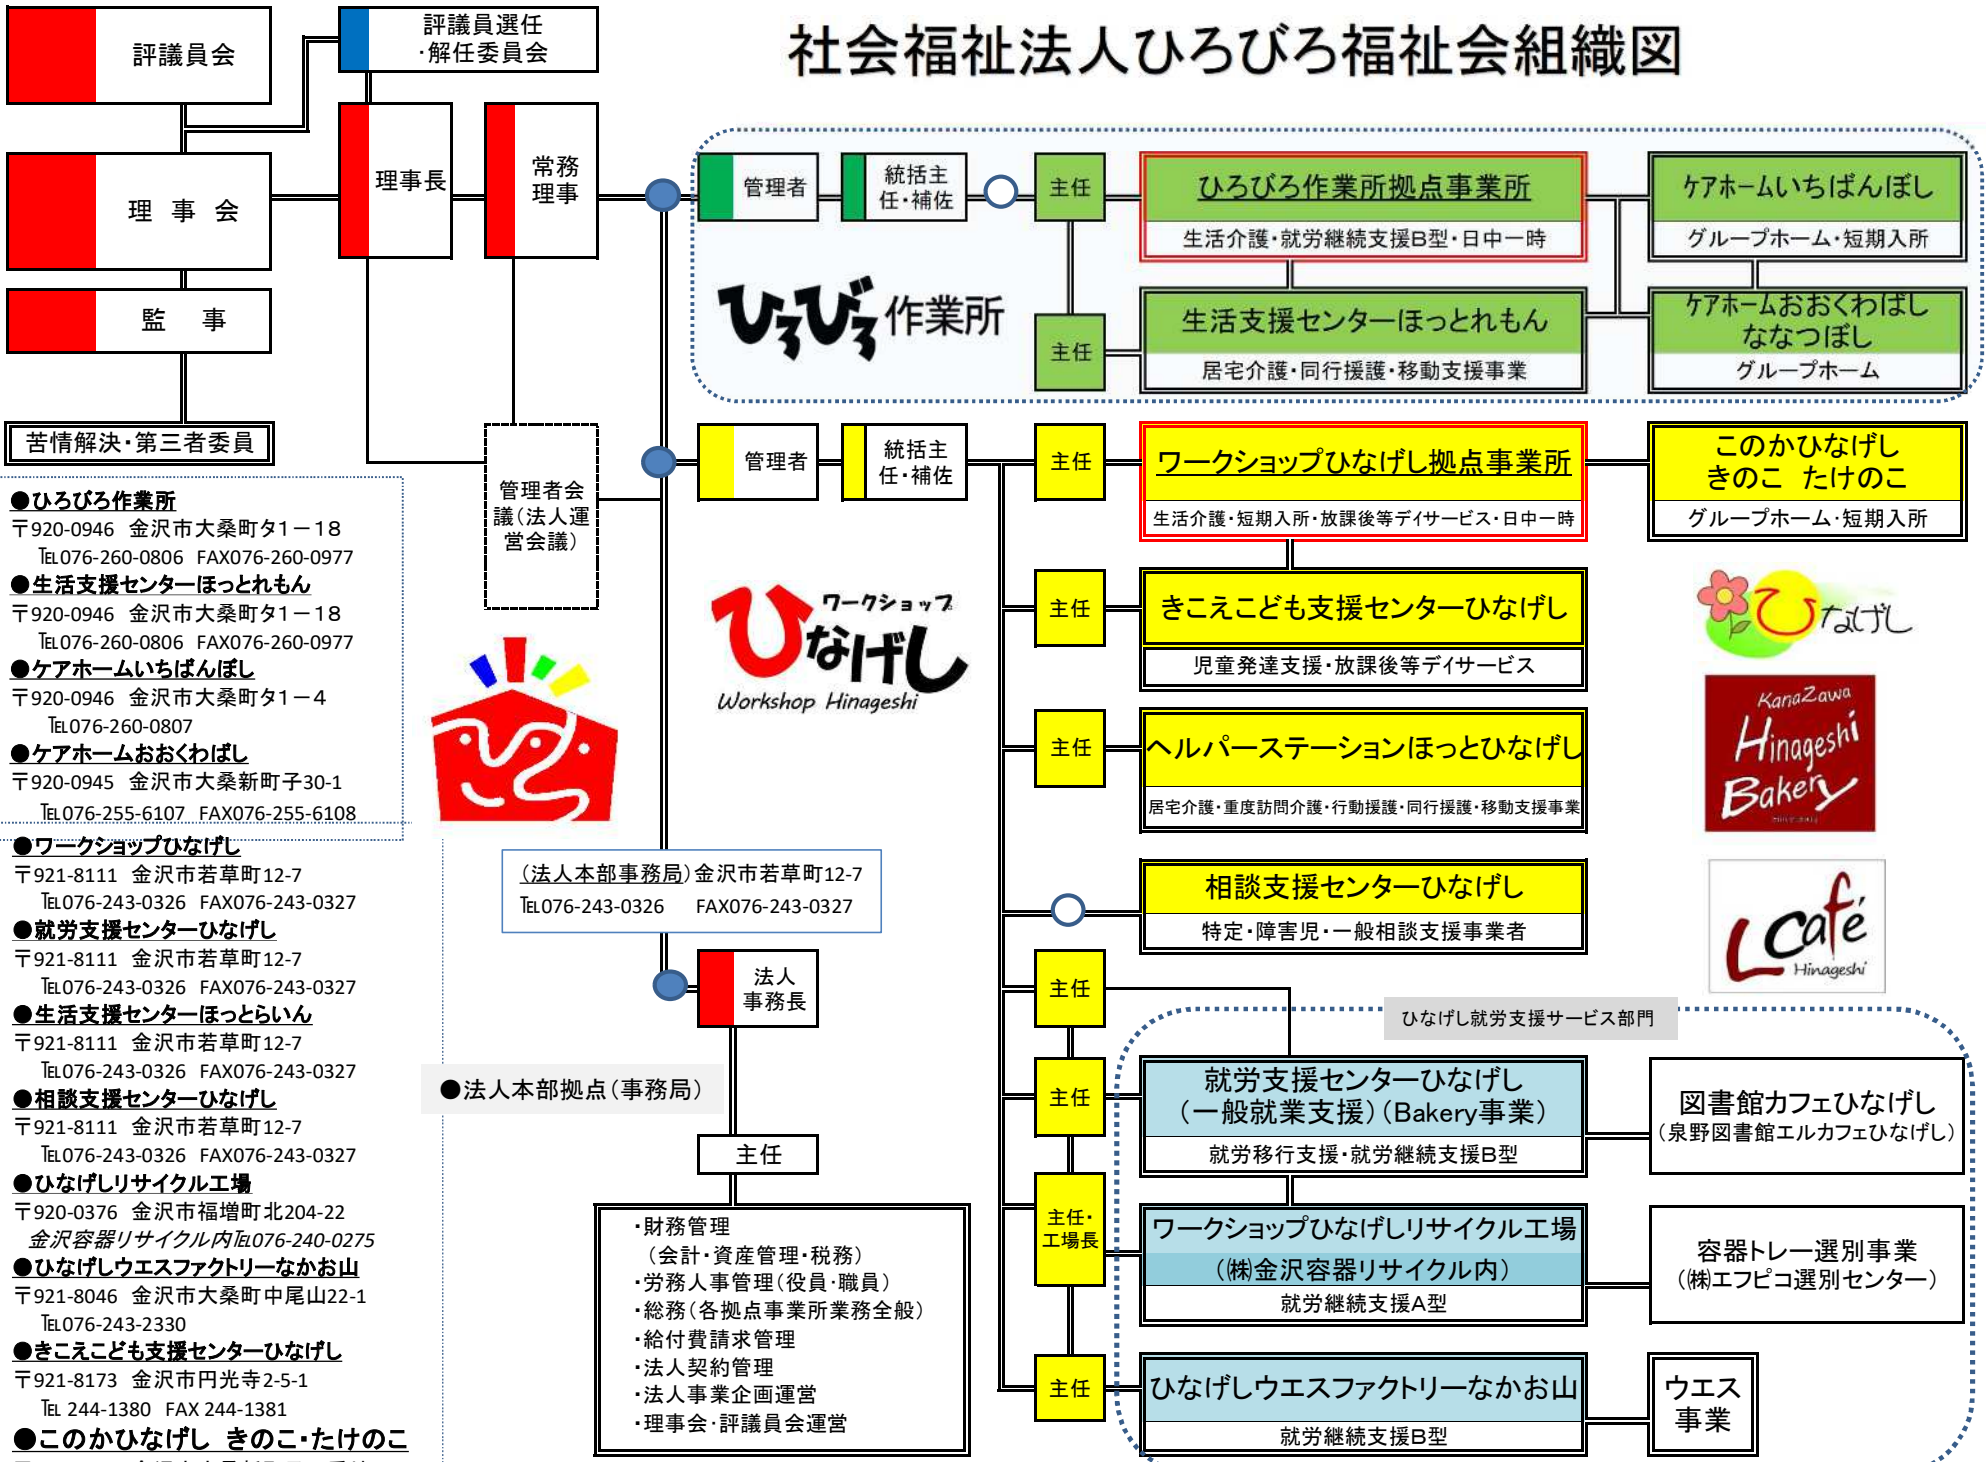 社会福祉法人ひろびろ福祉会組織図
評議員会
評議員選任
・解任委員会
理事会
理事長
常務
理事
監事
苦情解決・第三者委員
管理者会
議（法人運
営会議）
管理者
統括主
任・補佐
主任
ひろびろ作業所拠点事業所
生活介護・就労継続支援B型・日中一時
ケアホームいちばんぼし
グループホーム・短期入所
ひろびろ作業所
主任
生活支援センターほっとれもん
居宅介護・同行援護・移動支援事業
ケアホームおおくわばし
ななつぼし
グループホーム
管理者
統括主
任・補佐
主任
ワークショップひなげし拠点事業所
生活介護・短期入所・放課後等デイサービス・日中一時
このかひなげし
きのこ たけのこ
グループホーム・短期入所
ワークショップ
ひなげし
Workshop Hinageshi
主任
きこえこども支援センターひなげし
児童発達支援・放課後等デイサービス
ひなげし
主任
ヘルパーステーションほっとひなげし
居宅介護・重度訪問介護・行動援護・同行援護・移動支援事業
KanaZawa
Hinageshi
Bakery
相談支援センターひなげし
特定・障害児・一般相談支援事業者
L café
Hinageshi
主任
ひなげし就労支援サービス部門
主任
就労支援センターひなげし
（一般就業支援）（Bakery事業）
就労移行支援・就労継続支援B型
図書館カフェひなげし
（泉野図書館エルカフェひなげし）
主任・
工場長
ワークショップひなげしリサイクル工場
（㈱金沢容器リサイクル内）
就労継続支援A型
容器トレー選別事業
（㈱エフピコ選別センター）
主任
ひなげしウエスファクトリーなかお山
就労継続支援B型
ウエス
事業
（法人本部事務局）金沢市若草町12-7
℡076-243-0326 FAX076-243-0327
法人
事務長
●法人本部拠点（事務局）
主任
・財務管理
（会計・資産管理・税務）
・労務人事管理（役員・職員）
・総務（各拠点事業所業務全般）
・給付費請求管理
・法人契約管理
・法人事業企画運営
・理事会・評議員会運営
●ひろびろ作業所
〒920-0946 金沢市大桑町タ1－18
℡076-260-0806 FAX076-260-0977
●生活支援センターほっとれもん
〒920-0946 金沢市大桑町タ1－18
℡076-260-0806 FAX076-260-0977
●ケアホームいちばんぼし
〒920-0946 金沢市大桑町タ1－4
℡076-260-0807
●ケアホームおおくわばし
〒920-0945 金沢市大桑新町子30-1
℡076-255-6107 FAX076-255-6108
●ワークショップひなげし
〒921-8111 金沢市若草町12-7
℡076-243-0326 FAX076-243-0327
●就労支援センターひなげし
〒921-8111 金沢市若草町12-7
℡076-243-0326 FAX076-243-0327
●生活支援センターほっとらいん
〒921-8111 金沢市若草町12-7
℡076-243-0326 FAX076-243-0327
●相談支援センターひなげし
〒921-8111 金沢市若草町12-7
℡076-243-0326 FAX076-243-0327
●ひなげしリサイクル工場
〒920-0376 金沢市福増町北204-22
金沢容器リサイクル内℡076-240-0275
●ひなげしウエスファクトリーなかお山
〒921-8046 金沢市大桑町中尾山22-1
℡076-243-2330
●きこえこども支援センターひなげし
〒921-8173 金沢市円光寺2-5-1
℡ 244-1380 FAX 244-1381
●このかひなげし きのこ・たけのこ